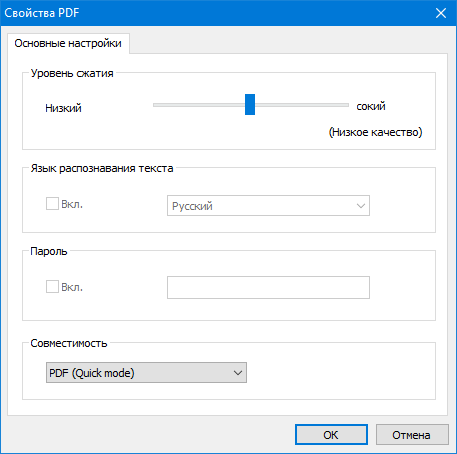 Свойства PDF
Основные настройки
Уровень сжатия
Низкий
сокий
(Низкое качество)
Язык распознавания текста
Вкл.
Русский
Пароль
Вкл.
Совместимость
PDF (Quick mode)
OK
Отмена